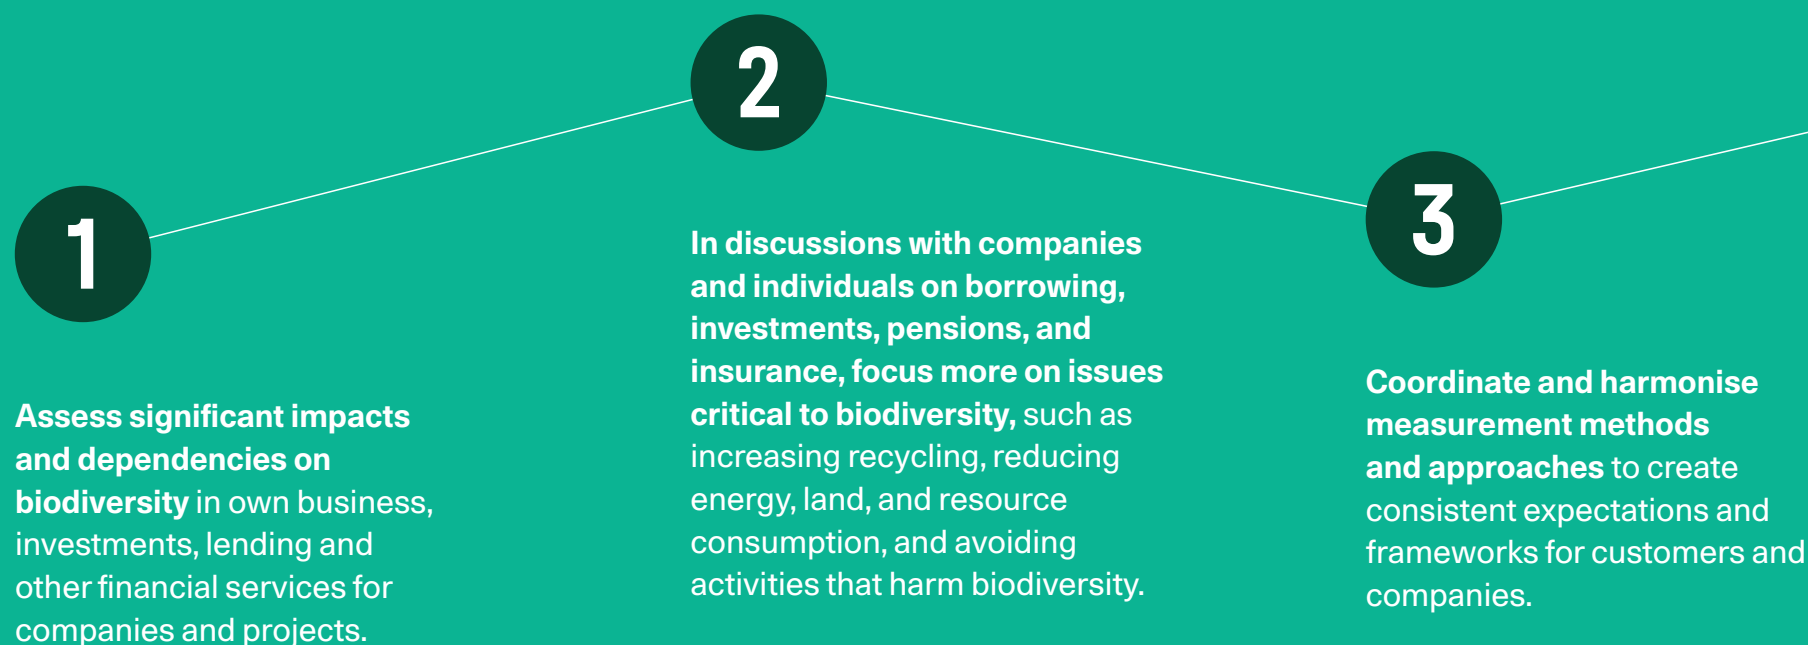 1
Assess significant impacts
and dependencies on
biodiversity in own business,
investments, lending and
other financial services for
companies and projects.
2
In discussions with companies
and individuals on borrowing,
investments, pensions, and
insurance, focus more on issues
critical to biodiversity, such as
increasing recycling, reducing
energy, land, and resource
consumption, and avoiding
activities that harm biodiversity.
3
Coordinate and harmonise
measurement methods
and approaches to create
consistent expectations and
frameworks for customers and
companies.